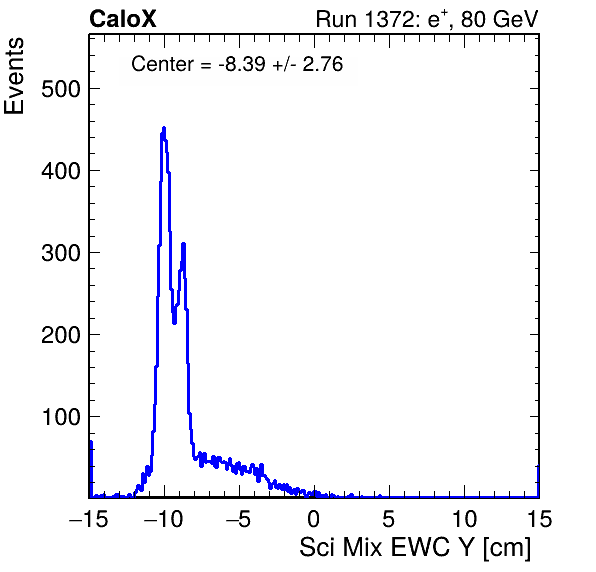 CaloX
Run 1372: e⁺, 80 GeV
Center = -8.39 +/- 2.76
Events
500
400
300
200
100
−15
−10
−5
0
5
10
15
Sci Mix EWC Y [cm]